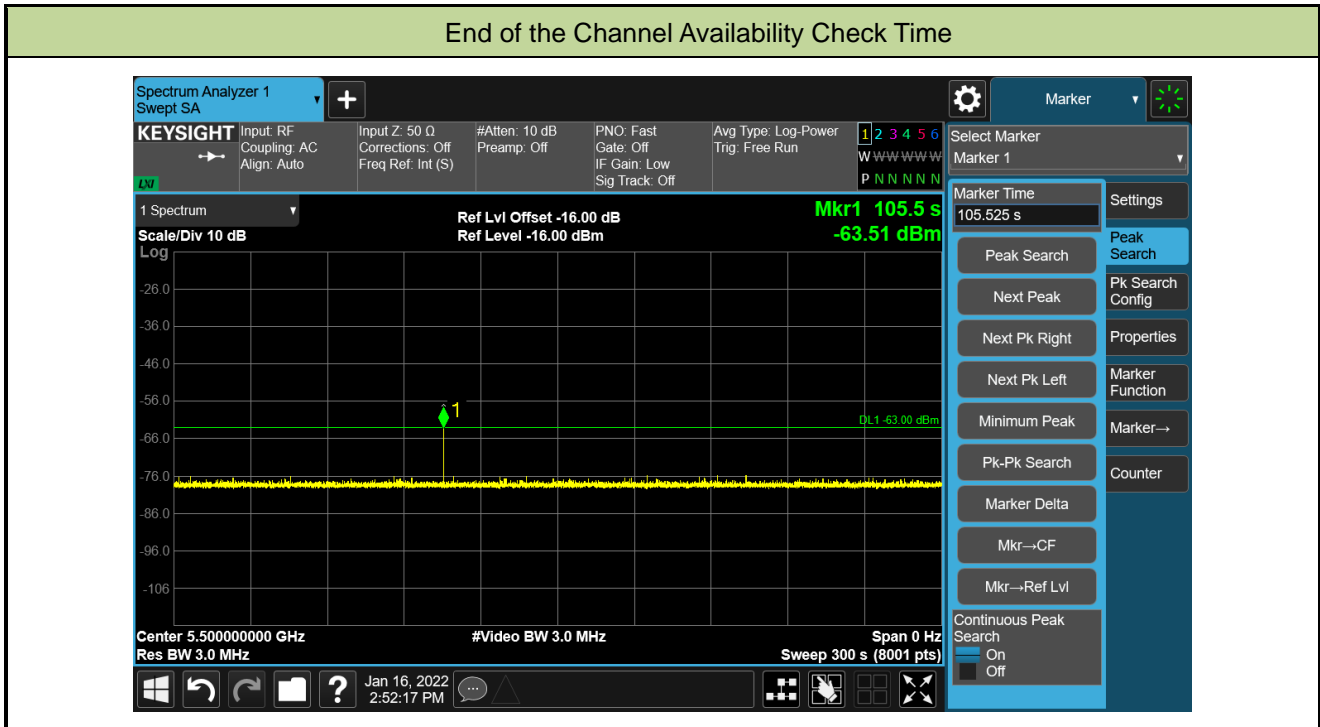 End of the Channel Availability Check Time
Spectrum Analyzer 1
Swept SA
+
Marker
KEYSIGHT
LXI
Input: RF
Coupling: AC
Align: Auto
Input Z: 50 Ω
Corrections: Off
Freq Ref: Int (S)
#Atten: 10 dB
Preamp: Off
PNO: Fast
Gate: Off
IF Gain: Low
Sig Track: Off
Avg Type: Log-Power
Trig: Free Run
1 2 3 4 5 6
W W W W W W
P N N N N N
Select Marker
Marker 1
1 Spectrum
Scale/Div 10 dB
Log
Ref Lvl Offset -16.00 dB
Ref Level -16.00 dBm
Mkr1 105.5 s
-63.51 dBm
-26.0
-36.0
-46.0
-56.0
-66.0
-76.0
-86.0
-96.0
-106
1
DL1 -63.00 dBm
Center 5.500000000 GHz
Res BW 3.0 MHz
#Video BW 3.0 MHz
Span 0 Hz
Sweep 300 s (8001 pts)
Marker Time
105.525 s
Peak Search
Next Peak
Next Pk Right
Next Pk Left
Minimum Peak
Pk-Pk Search
Marker Delta
Mkr→CF
Mkr→Ref Lvl
Continuous Peak
Search
On
Off
Settings
Peak
Search
Pk Search
Config
Properties
Marker
Function
Marker→
Counter
?
Jan 16, 2022
2:52:17 PM